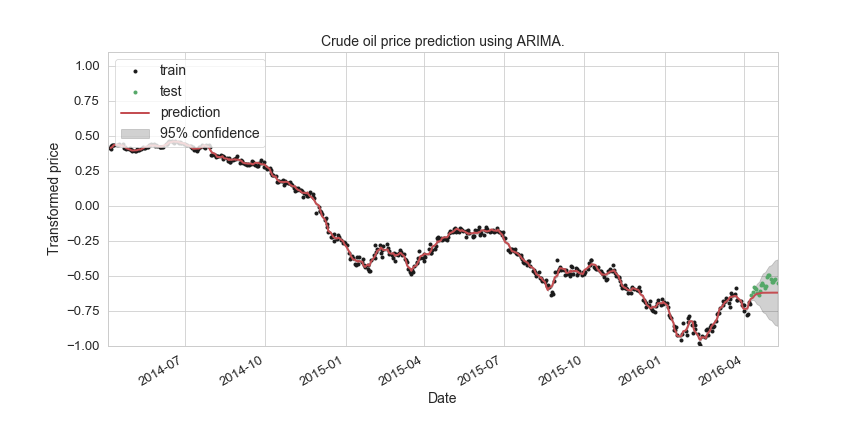 Crude oil price prediction using ARIMA.
1.00
0.75
0.50
0.25
0.00
−0.25
−0.50
−0.75
−1.00
Transformed price
train
test
prediction
95% confidence
2014-07
2014-10
2015-01
2015-04
2015-07
2015-10
2016-01
2016-04
Date